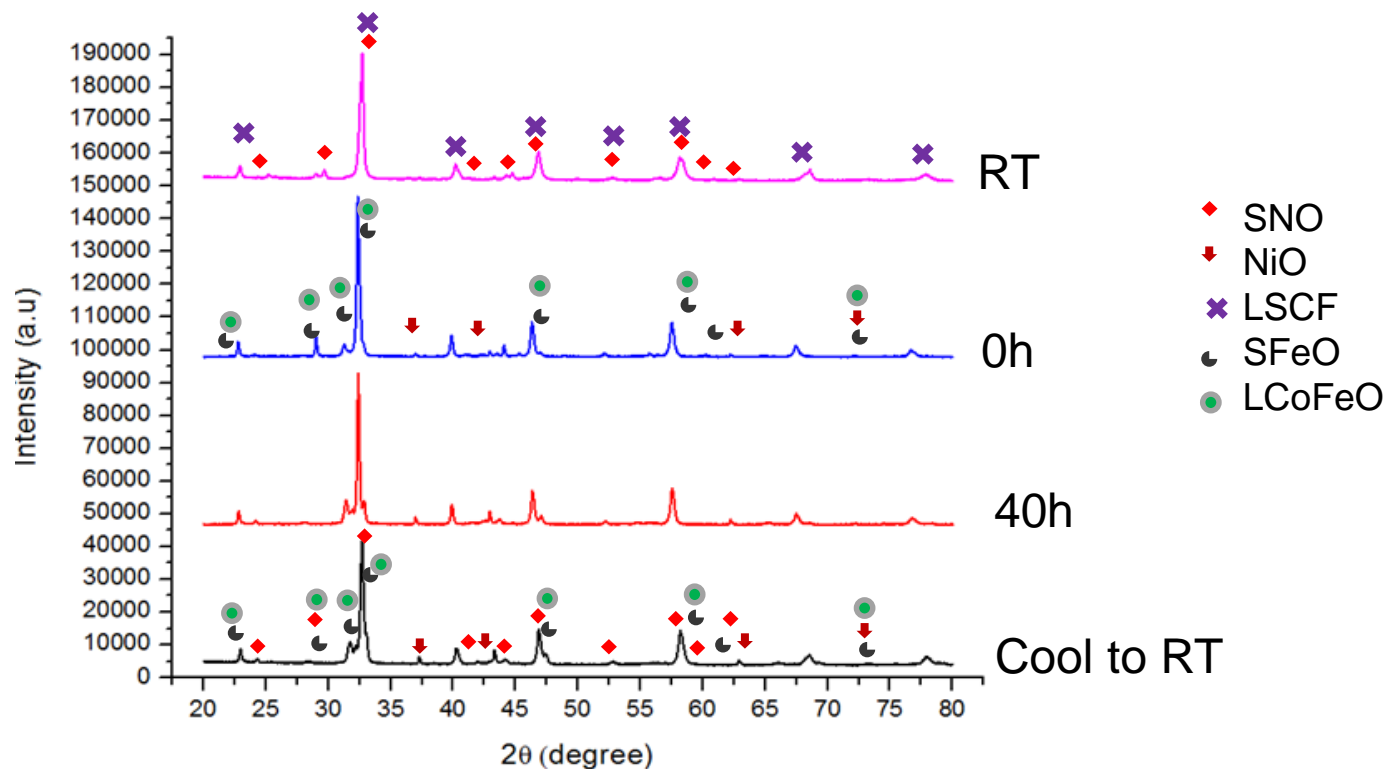 190000
180000
170000
160000
150000
140000
130000
120000
110000
100000
90000
80000
70000
60000
50000
40000
30000
20000
10000
0
Intensity (a.u)
20 25 30 35 40 45 50 55 60 65 70 75 80
2θ (degree)
RT
0h
40h
Cool to RT
SNO
NiO
LSCF
SFeO
LCoFeO